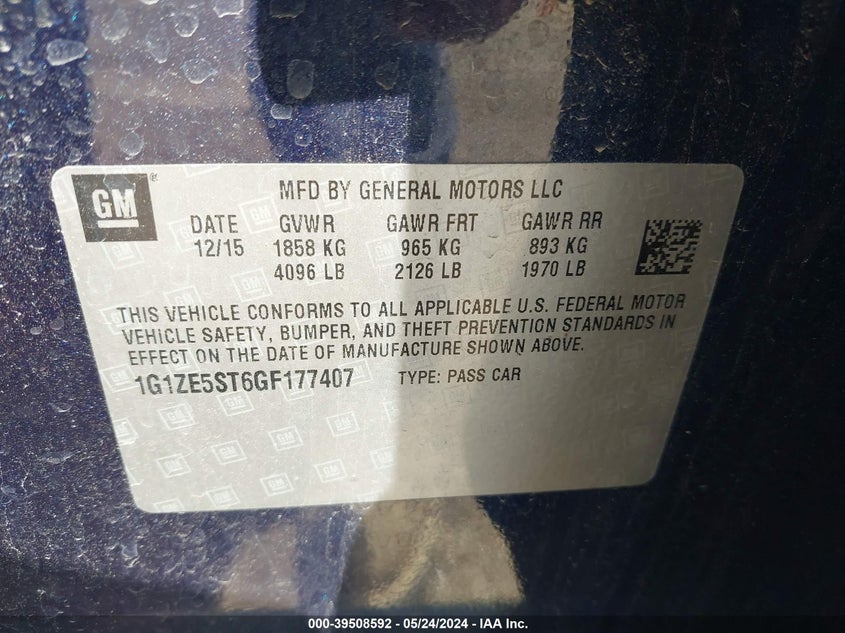 GM
MFD BY GENERAL MOTORS LLC
DATE GVWR GAWR FRT GAWR RR
12/15 1858 KG 965 KG 893 KG
4096 LB 2126 LB 1970 LB
THIS VEHICLE CONFORMS TO ALL APPLICABLE U.S. FEDERAL MOTOR
VEHICLE SAFETY, BUMPER, AND THEFT PREVENTION STANDARDS IN
EFFECT ON THE DATE OF MANUFACTURE SHOWN ABOVE.
1G1ZE5ST6GF177407 TYPE: PASS CAR
000-39508592 - 05/24/2024 - IAA Inc.